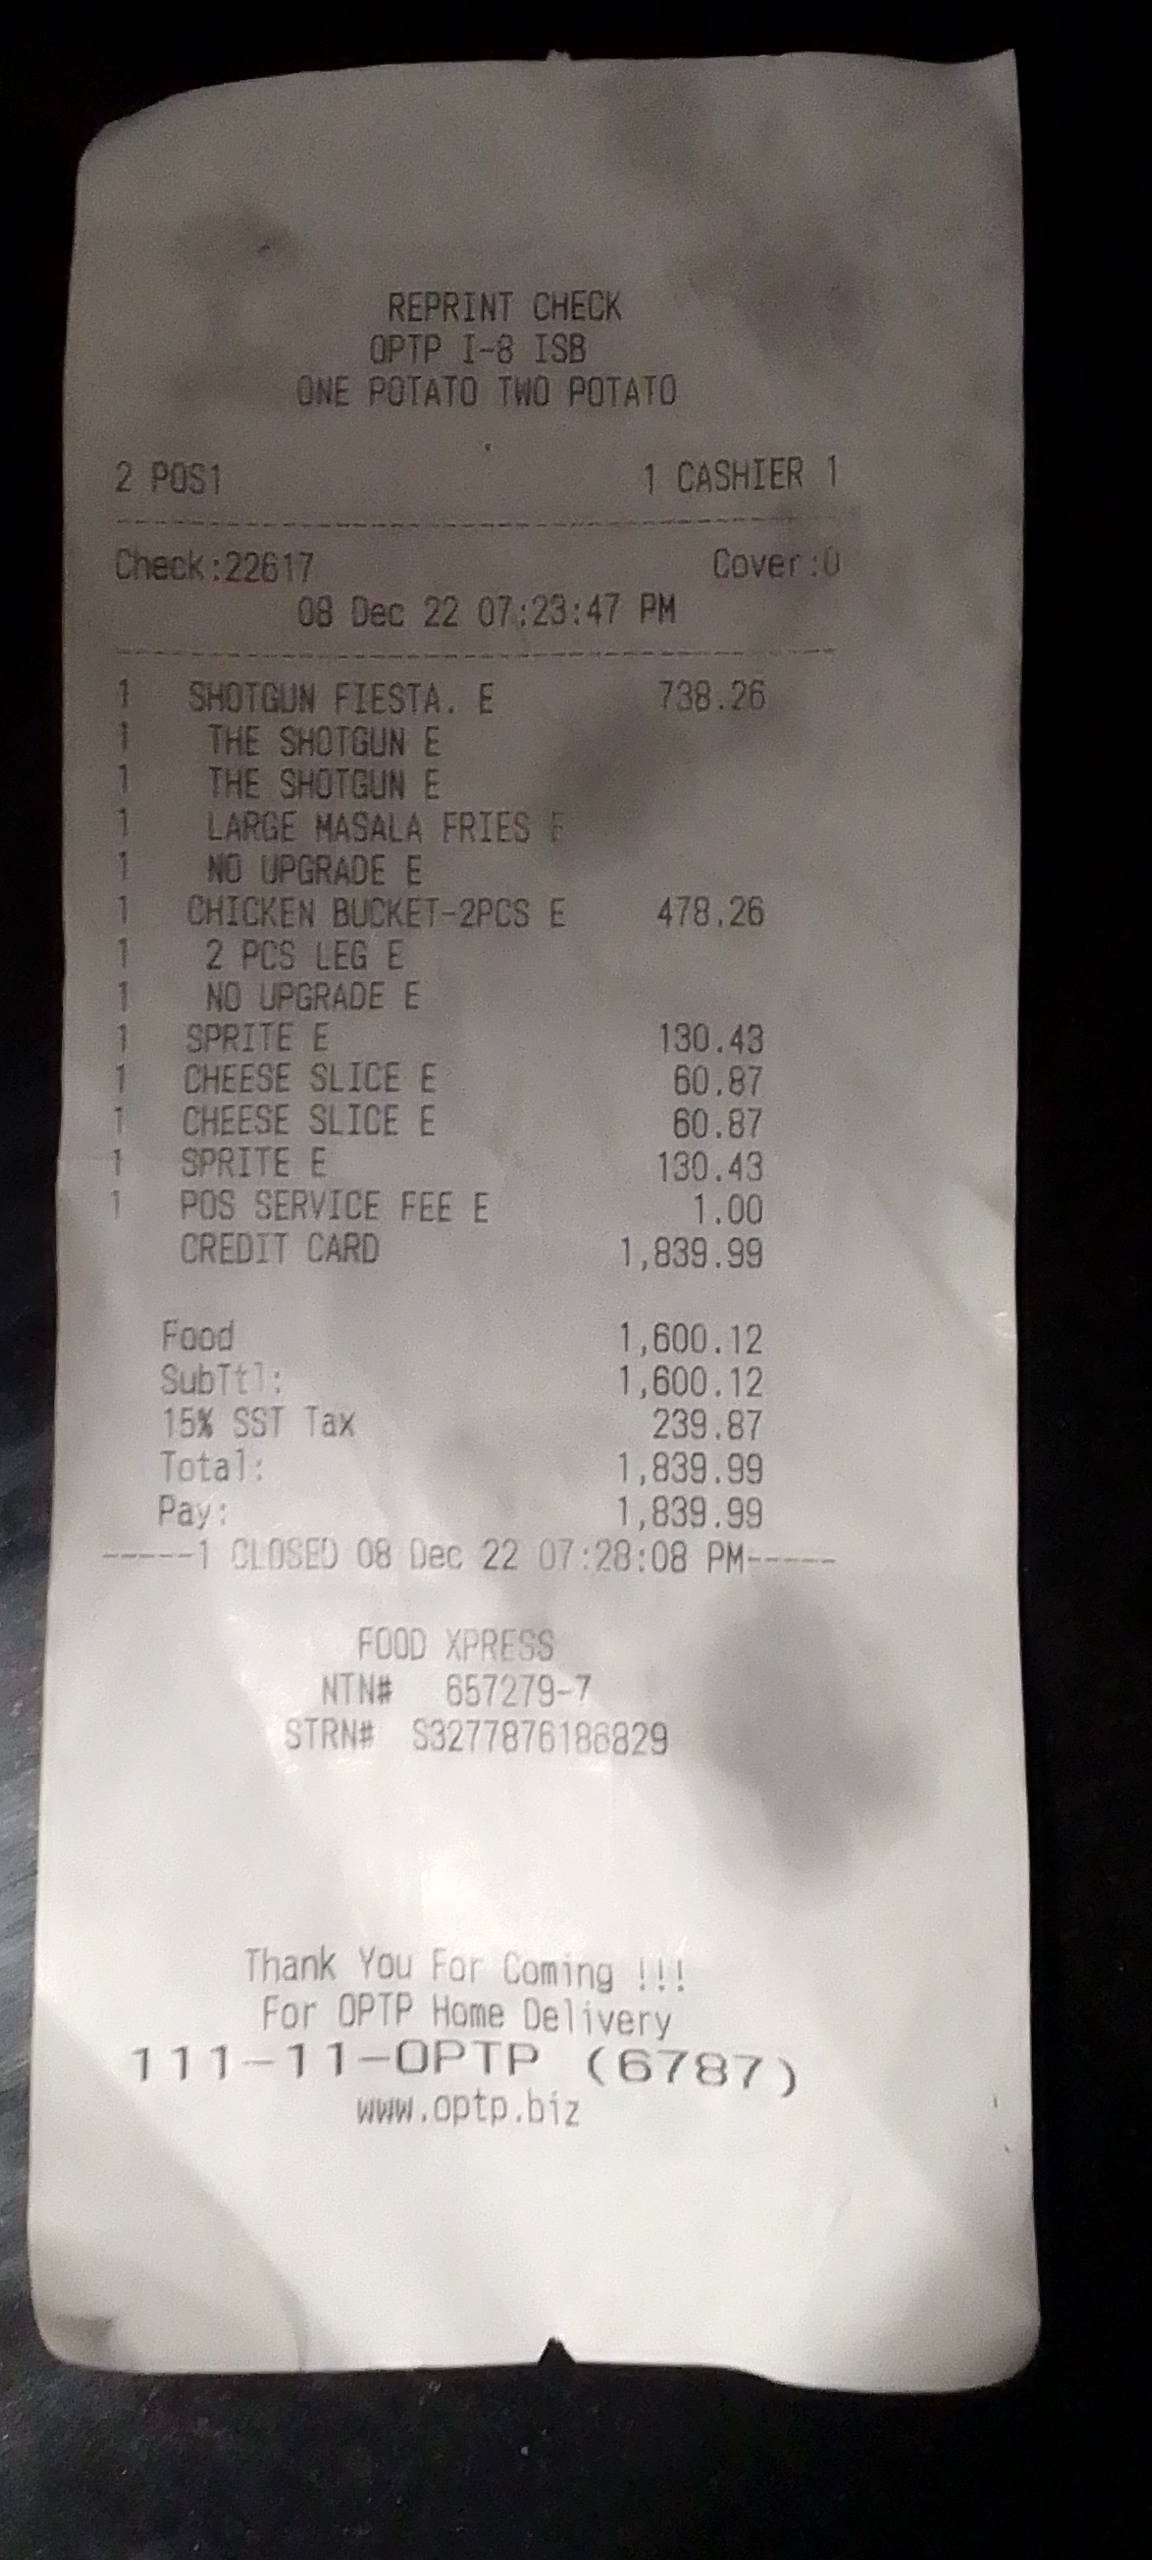 REPRINT CHECK
OPTP I-8 ISB
ONE POTATO TWO POTATO
2 POS1 1 CASHIER 1
Check:22617 Cover:0
08 Dec 22 07:23:47 PM
1 SHOTGUN FIESTA. E 738.26
1 THE SHOTGUN E
1 THE SHOTGUN E
1 LARGE MASALA FRIES E
1 NO UPGRADE E
1 CHICKEN BUCKET-2PCS E 478.26
1 2 PCS LEG E
1 NO UPGRADE E
1 SPRITE E 130.43
1 CHEESE SLICE E 60.87
1 CHEESE SLICE E 60.87
1 SPRITE E 130.43
1 POS SERVICE FEE E 1.00
CREDIT CARD 1,839.99
Food 1,600.12
SubTtl: 1,600.12
15% SST Tax 239.87
Total: 1,839.99
Pay: 1,839.99
-----1 CLOSED 08 Dec 22 07:28:08 PM-----
FOOD XPRESS
NTN# 657279-7
STRN# S3277876186829
Thank You For Coming !!!
For OPTP Home Delivery
111-11-OPTP (6787)
www.optp.biz